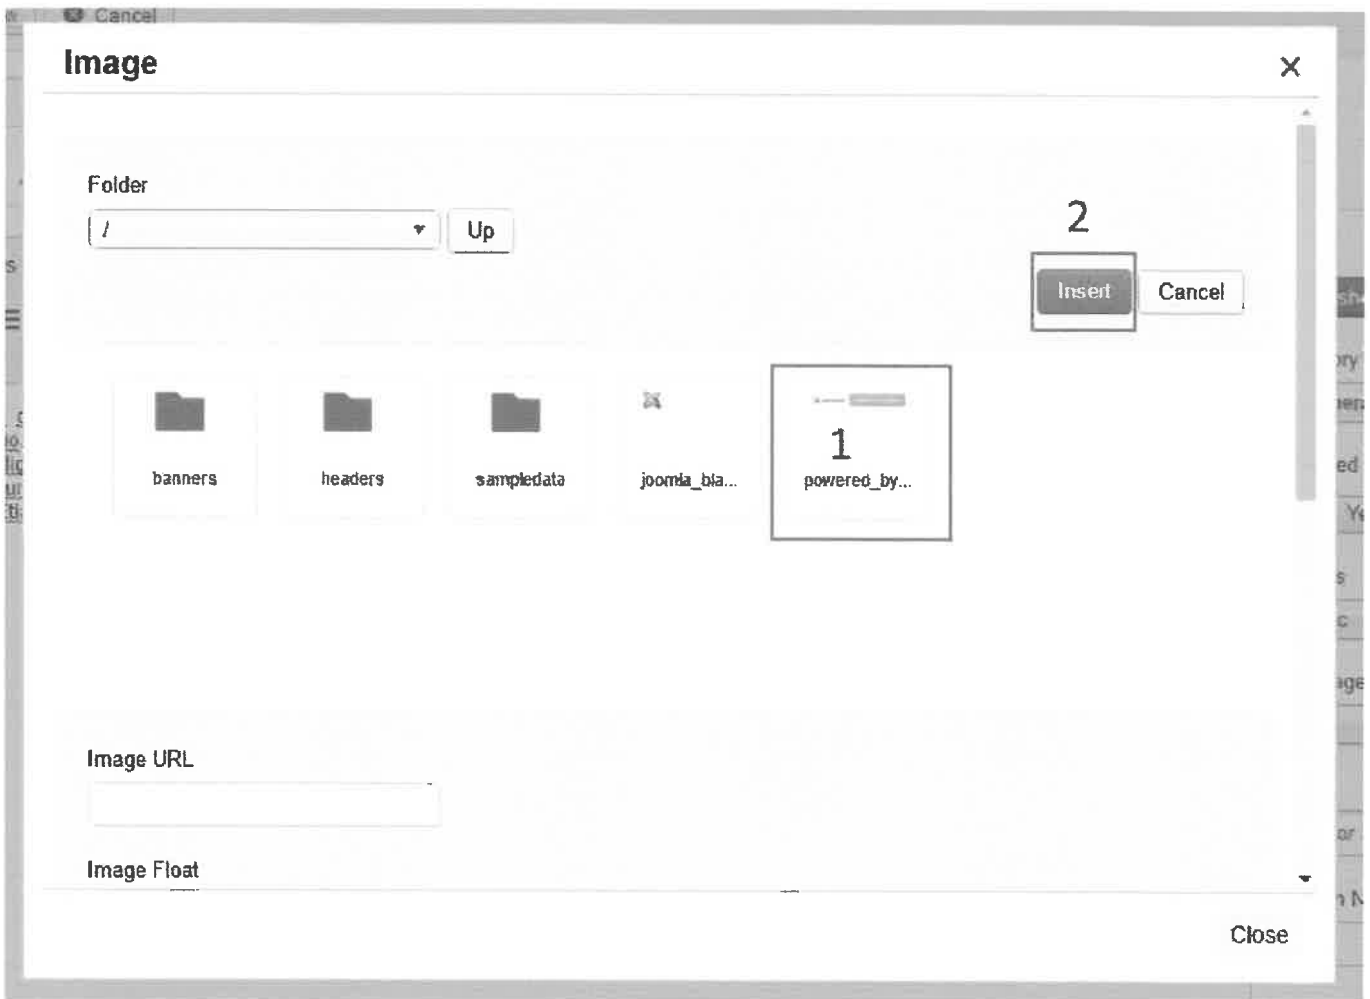 Cancel
Image
Folder
/
Up
2
Insert
Cancel
1
banners
headers
sampledata
joomla_bla...
powered_by...
Image URL
Image Float
Close